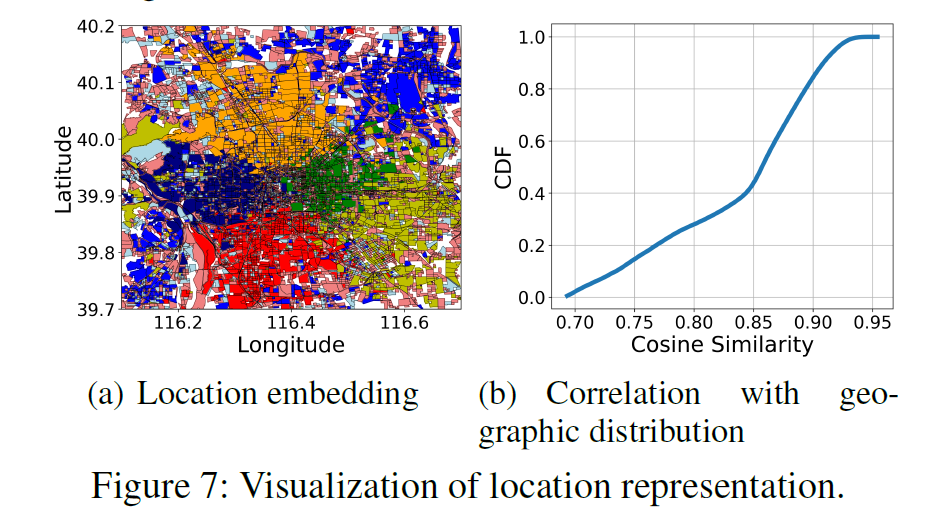 40.2
40.1
40.0
39.9
39.8
39.7
Latitude
116.2 116.4 116.6
Longitude
1.0
0.8
0.6
0.4
0.2
0.0
CDF
0.70 0.75 0.80 0.85 0.90 0.95
Cosine Similarity
(a) Location embedding
(b) Correlation with geo-
graphic distribution
Figure 7: Visualization of location representation.